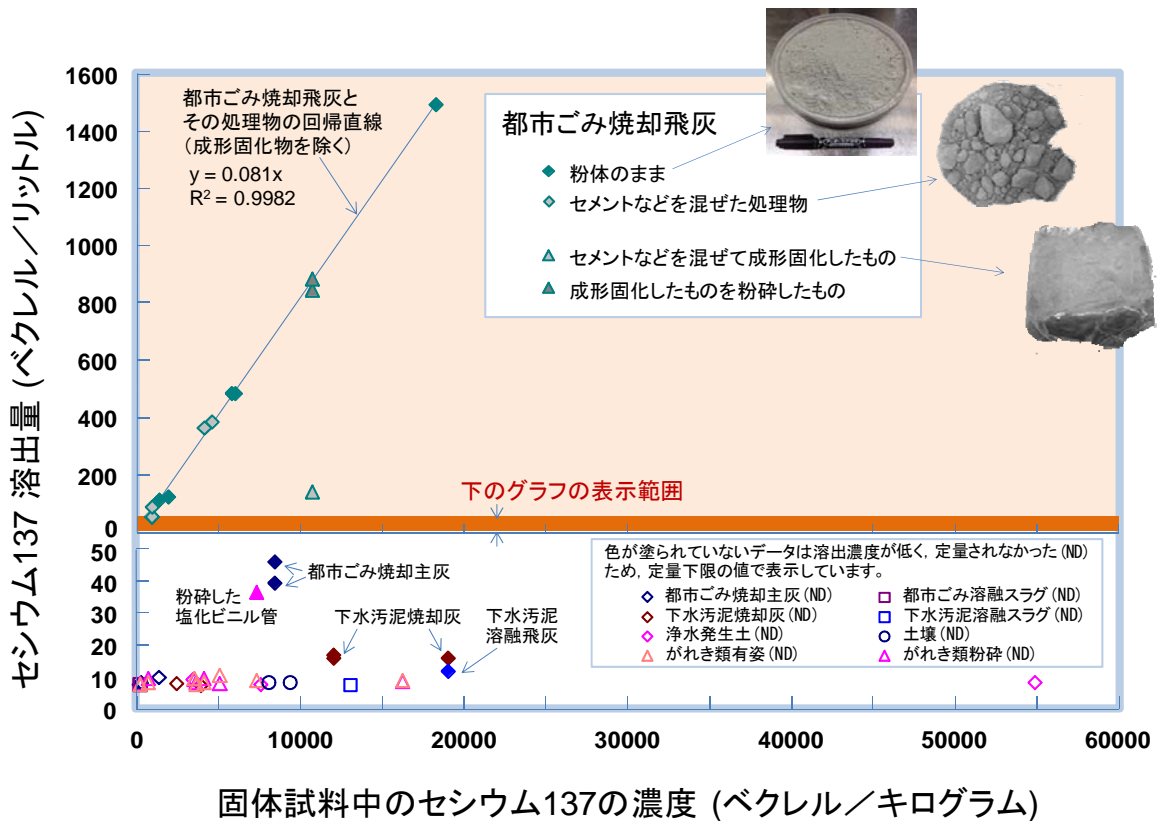 セシウム137 溶出量 (ベクレル／リットル)
1600
1400
1200
1000
800
600
400
200
0
都市ごみ焼却飛灰と
その処理物の回帰直線
（成形固化物を除く）
y = 0.081x
R² = 0.9982
都市ごみ焼却飛灰
粉体のまま
セメントなどを混ぜた処理物
セメントなどを混ぜて成形固化したもの
成形固化したものを粉砕したもの
下のグラフの表示範囲
50
40
30
20
10
0
都市ごみ焼却主灰
粉砕した
塩化ビニル管
下水汚泥焼却灰
下水汚泥
溶融飛灰
色が塗られていないデータは溶出濃度が低く，定量されなかった(ND)
ため，定量下限の値で表示しています。
都市ごみ焼却主灰(ND)
都市ごみ溶融スラグ(ND)
下水汚泥焼却灰(ND)
下水汚泥溶融スラグ(ND)
浄水発生土(ND)
土壌(ND)
がれき類有姿(ND)
がれき類粉砕(ND)
0
10000
20000
30000
40000
50000
60000
固体試料中のセシウム137の濃度 (ベクレル／キログラム)